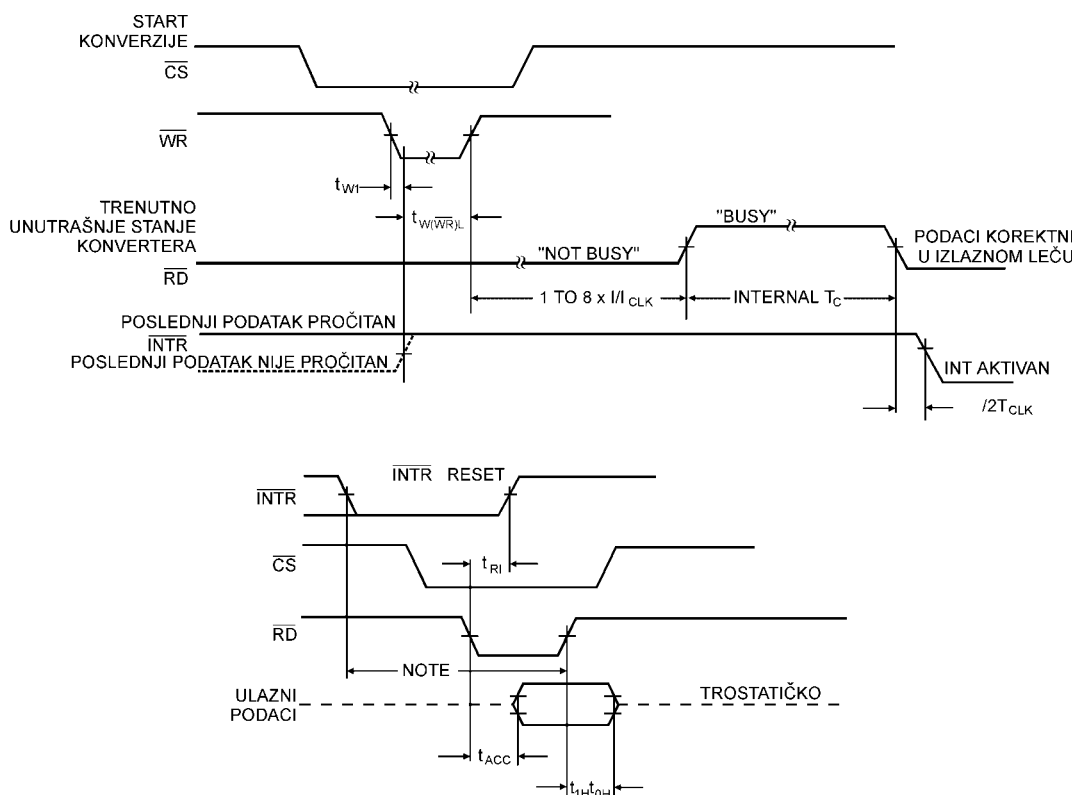 START
KONVERZIJE
CS
WR
tW1
tW(WR)L
TRENUTNO
UNUTRAŠNJE STANJE
KONVERTERA
RD
"NOT BUSY"
"BUSY"
PODACI KOREKTNI
U IZLAZNOM LEČU
1 TO 8 x I/ICLK
INTERNAL TC
POSLEDNJI PODATAK PROČITAN
INTR
POSLEDNJI PODATAK NIJE PROČITAN
INT AKTIVAN
/2TCLK
INTR RESET
INTR
CS
tRI
RD
NOTE
ULAZNI
PODACI
TROSTATIČKO
tACC
t1Ht0H